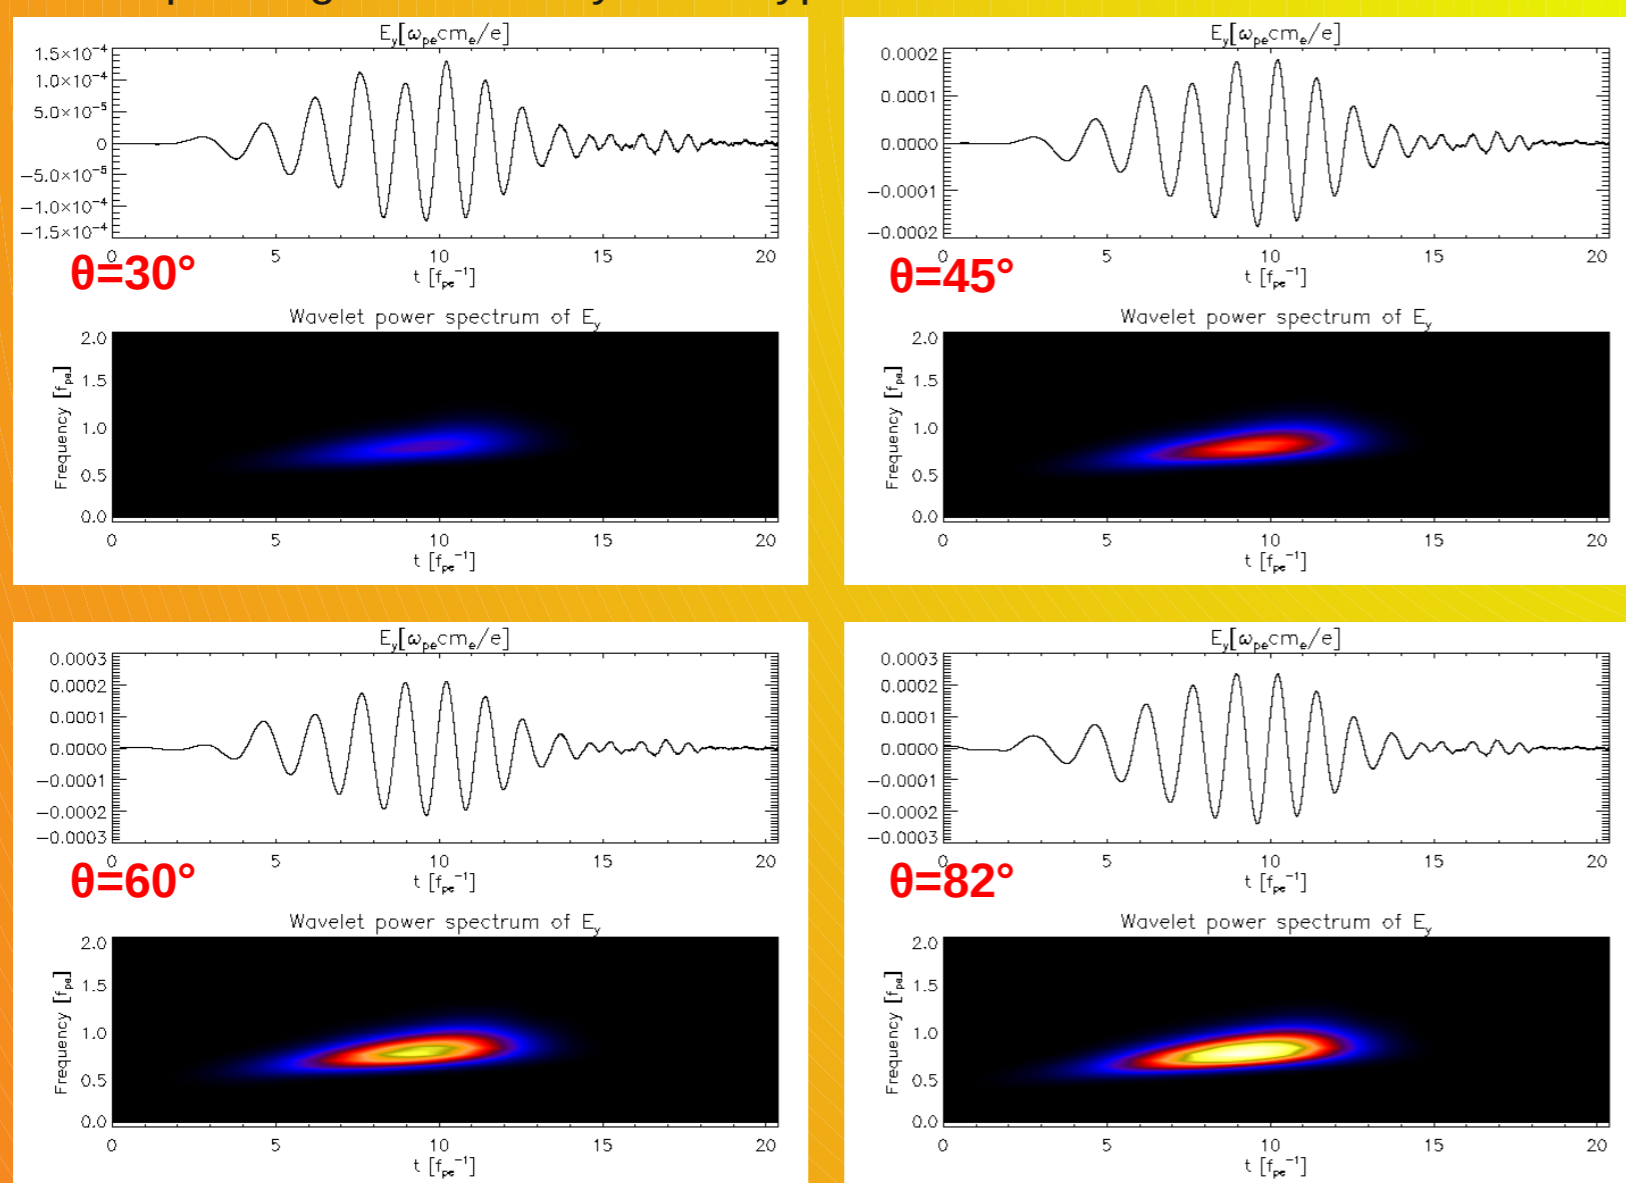 E_y[ω_pe c m_e/e]
1.5×10⁻⁴
1.0×10⁻⁴
5.0×10⁻⁵
0
−5.0×10⁻⁵
−1.0×10⁻⁴
−1.5×10⁻⁴
0 5 10 15 20
t [f_pe⁻¹]
θ=30°
Wavelet power spectrum of E_y
Frequency [f_pe]
2.0
1.5
1.0
0.5
0.0
0 5 10 15 20
t [f_pe⁻¹]
E_y[ω_pe c m_e/e]
0.0002
0.0001
0.0000
−0.0001
−0.0002
0 5 10 15 20
t [f_pe⁻¹]
θ=45°
Wavelet power spectrum of E_y
Frequency [f_pe]
2.0
1.5
1.0
0.5
0.0
0 5 10 15 20
t [f_pe⁻¹]
E_y[ω_pe c m_e/e]
0.0003
0.0002
0.0001
0.0000
−0.0001
−0.0002
−0.0003
0 5 10 15 20
t [f_pe⁻¹]
θ=60°
Wavelet power spectrum of E_y
Frequency [f_pe]
2.0
1.5
1.0
0.5
0.0
0 5 10 15 20
t [f_pe⁻¹]
E_y[ω_pe c m_e/e]
0.0003
0.0002
0.0001
0.0000
−0.0001
−0.0002
−0.0003
0 5 10 15 20
t [f_pe⁻¹]
θ=82°
Wavelet power spectrum of E_y
Frequency [f_pe]
2.0
1.5
1.0
0.5
0.0
0 5 10 15 20
t [f_pe⁻¹]